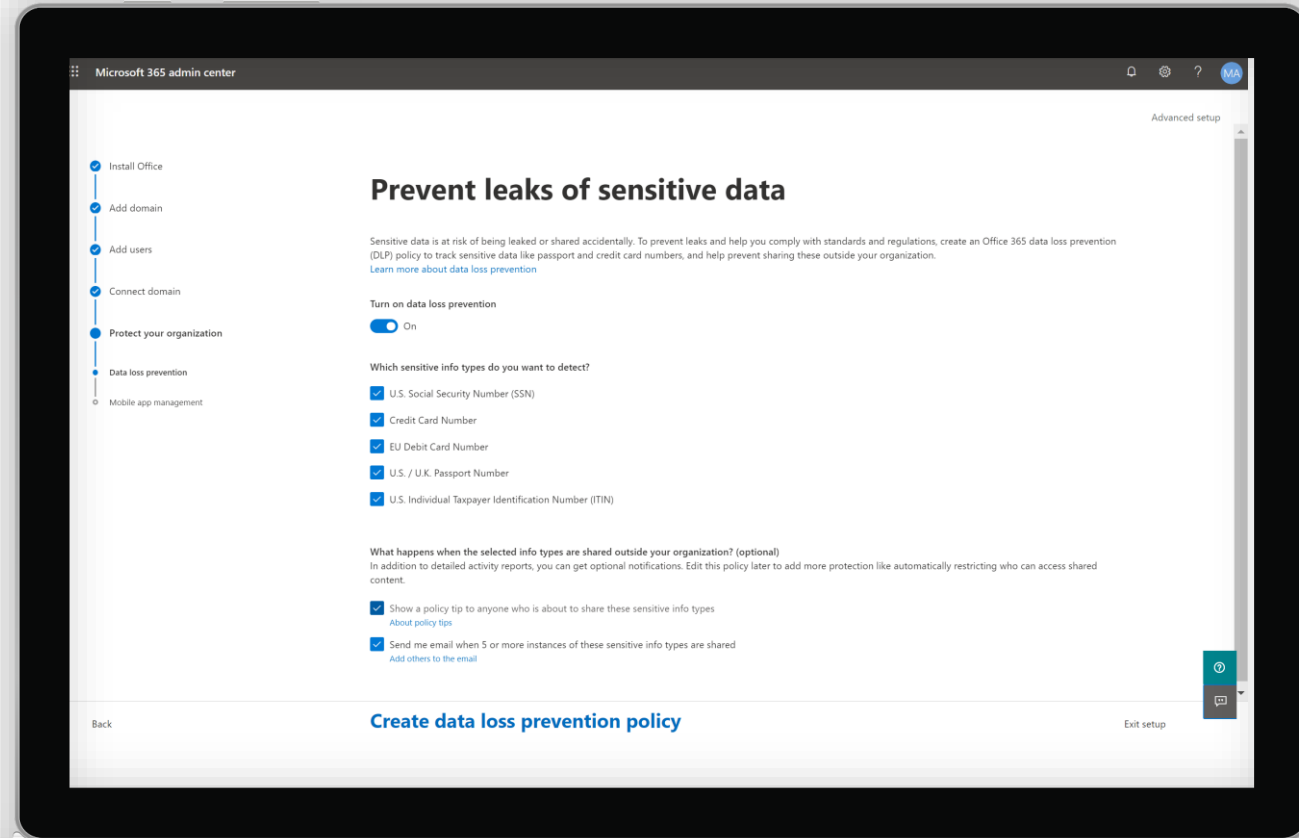 Microsoft 365 admin center
MA
Advanced setup
Install Office
Add domain
Add users
Connect domain
Protect your organization
Data loss prevention
Mobile app management
Prevent leaks of sensitive data
Sensitive data is at risk of being leaked or shared accidentally. To prevent leaks and help you comply with standards and regulations, create an Office 365 data loss prevention
(DLP) policy to track sensitive data like passport and credit card numbers, and help prevent sharing these outside your organization.
Learn more about data loss prevention
Turn on data loss prevention
On
Which sensitive info types do you want to detect?
U.S. Social Security Number (SSN)
Credit Card Number
EU Debit Card Number
U.S. / U.K. Passport Number
U.S. Individual Taxpayer Identification Number (ITIN)
What happens when the selected info types are shared outside your organization? (optional)
In addition to detailed activity reports, you can get optional notifications. Edit this policy later to add more protection like automatically restricting who can access shared
content.
Show a policy tip to anyone who is about to share these sensitive info types
About policy tips
Send me email when 5 or more instances of these sensitive info types are shared
Add others to the email
Back
Create data loss prevention policy
Exit setup